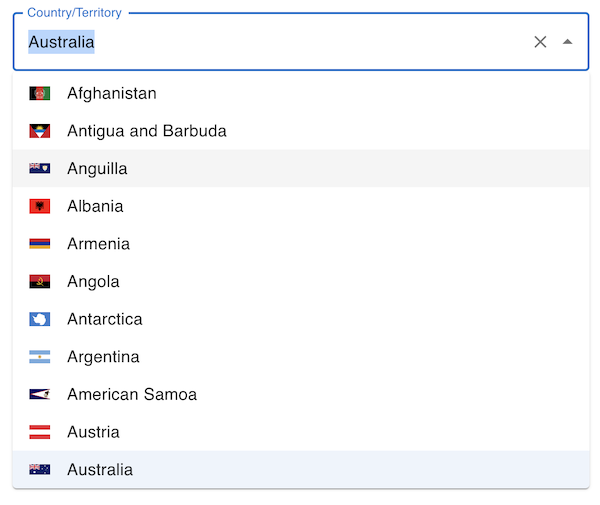 Country/Territory
Australia
Afghanistan
Antigua and Barbuda
Anguilla
Albania
Armenia
Angola
Antarctica
Argentina
American Samoa
Austria
Australia